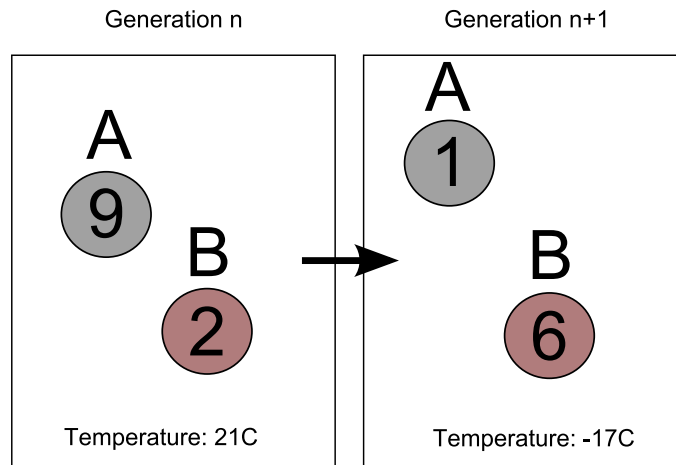 Generation n
Generation n+1
A
9
B
2
Temperature: 21C
A
1
B
6
Temperature: -17C